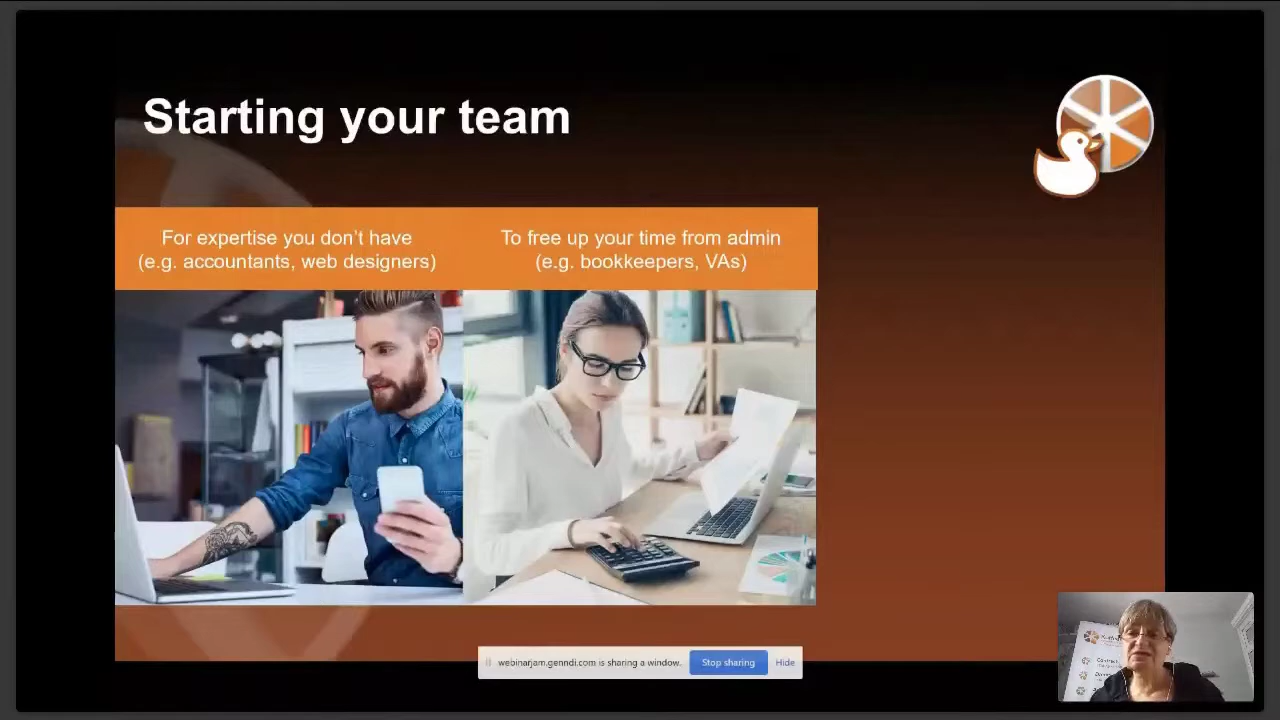 Starting your team
For expertise you don't have
(e.g. accountants, web designers)
To free up your time from admin
(e.g. bookkeepers, VAs)
webinarjam.genndi.com is sharing a window.
Stop sharing
Hide